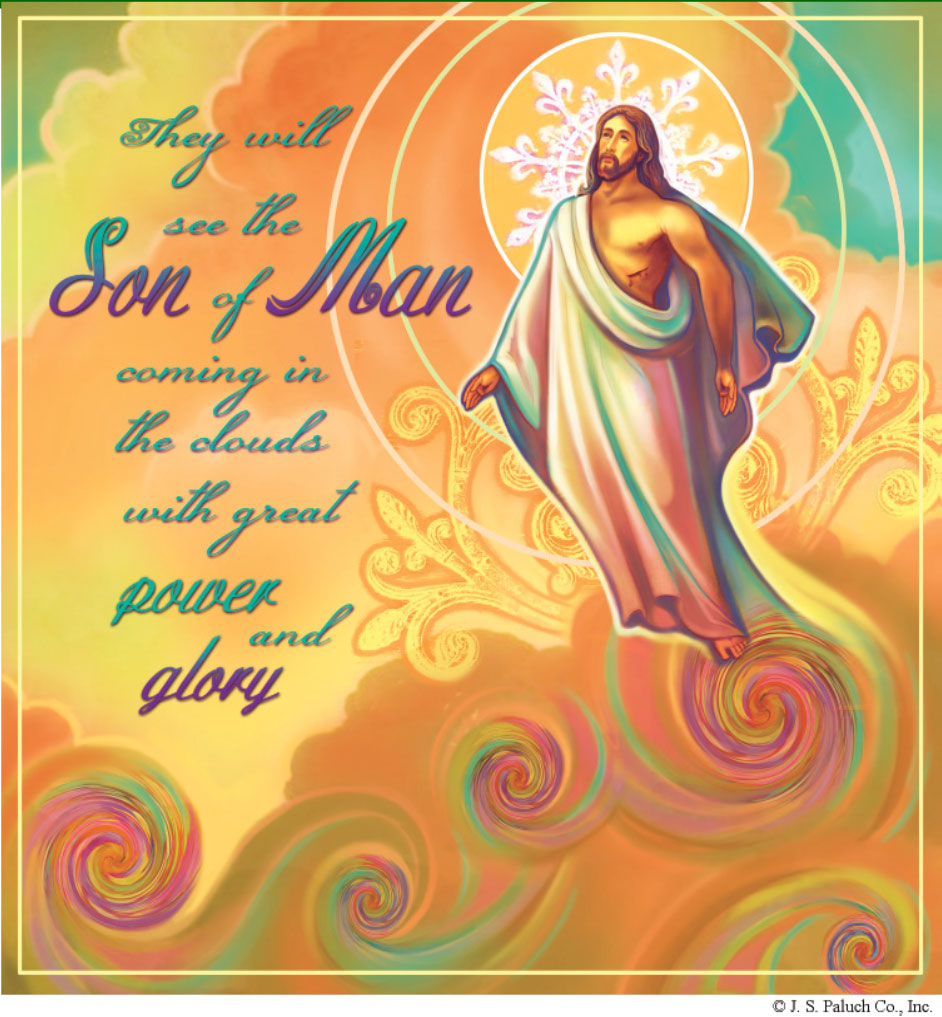 They will
see the
Son of Man
coming in
the clouds
with great
power
and
glory
© J. S. Paluch Co., Inc.